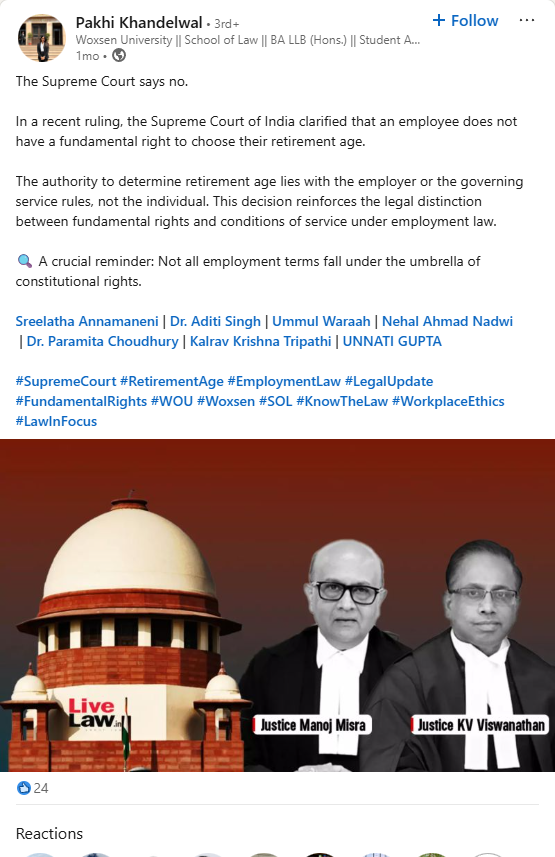 Pakhi Khandelwal • 3rd+
+ Follow ...
Woxsen University || School of Law || BA LLB (Hons.) || Student A...
1mo •
The Supreme Court says no.
In a recent ruling, the Supreme Court of India clarified that an employee does not
have a fundamental right to choose their retirement age.
The authority to determine retirement age lies with the employer or the governing
service rules, not the individual. This decision reinforces the legal distinction
between fundamental rights and conditions of service under employment law.
🔍 A crucial reminder: Not all employment terms fall under the umbrella of
constitutional rights.
Sreelatha Annamaneni | Dr. Aditi Singh | Ummul Waraah | Nehal Ahmad Nadwi
| Dr. Paramita Choudhury | Kalrav Krishna Tripathi | UNNATI GUPTA
#SupremeCourt #RetirementAge #EmploymentLaw #LegalUpdate
#FundamentalRights #WOU #Woxsen #SOL #KnowTheLaw #WorkplaceEthics
#LawInFocus
Live
Law.in
Justice Manoj Misra
Justice KV Viswanathan
24
Reactions